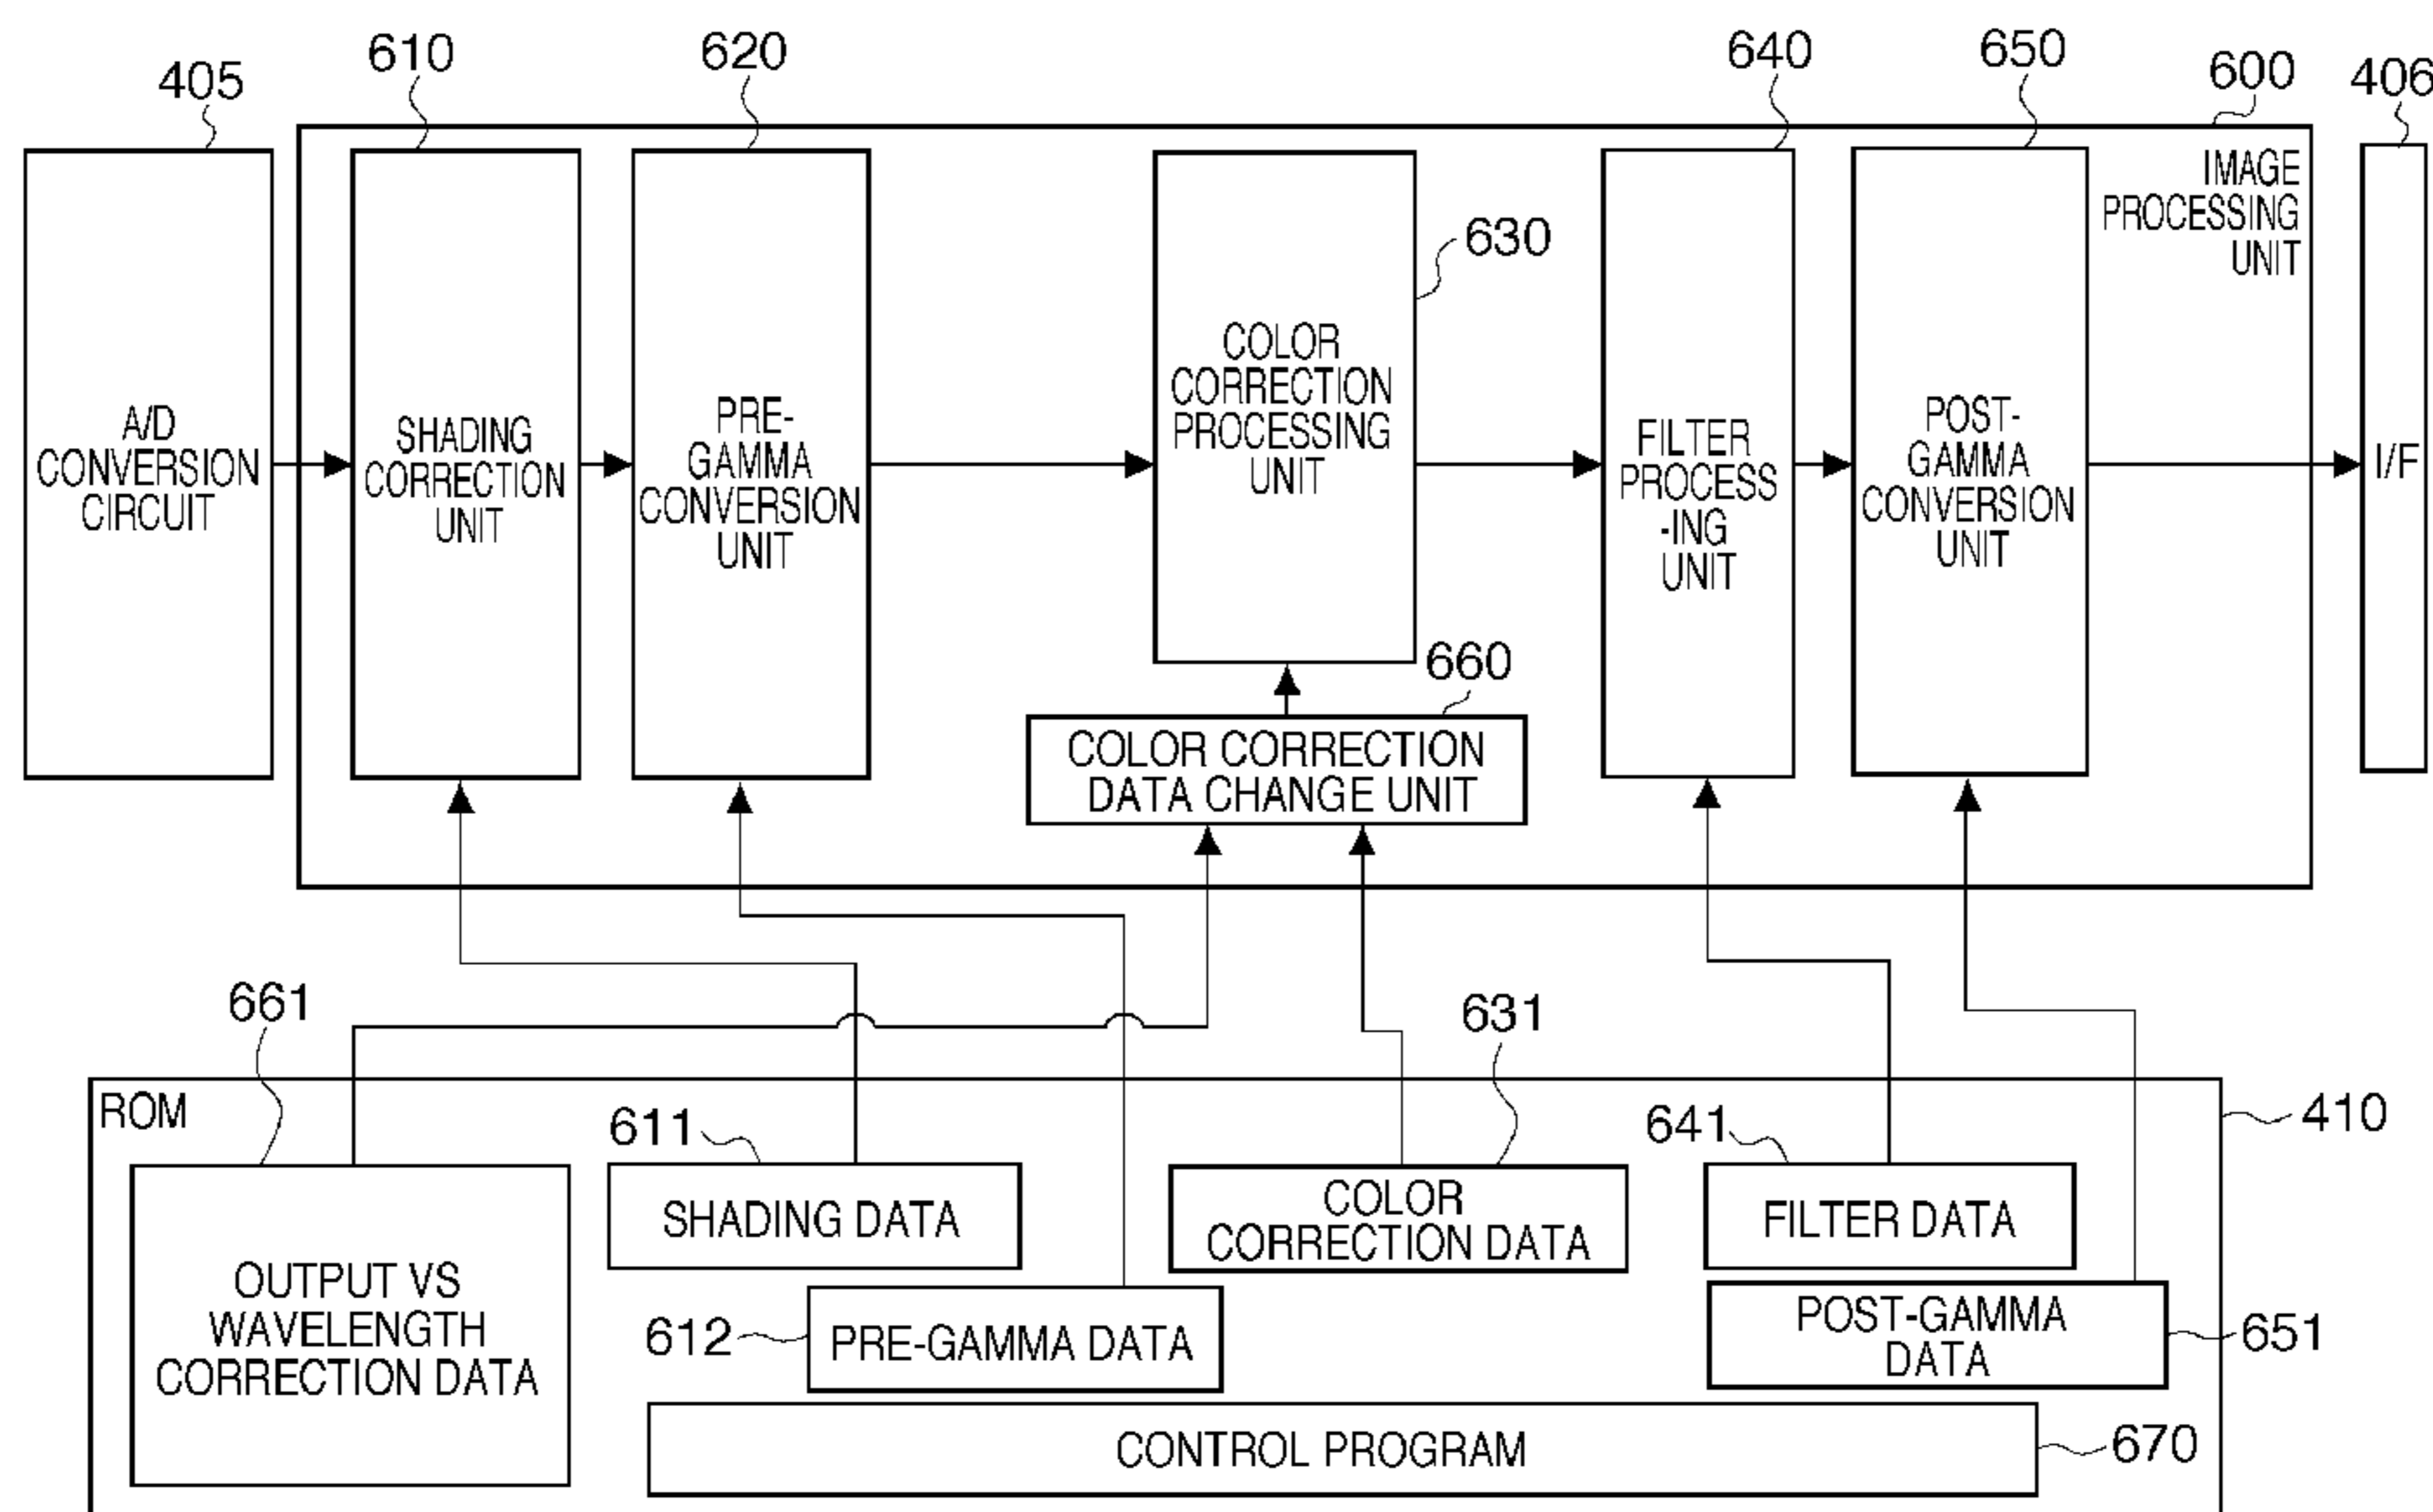 405
610
620
640
650
600
406
A/D
CONVERSION
CIRCUIT
SHADING
CORRECTION
UNIT
PRE-
GAMMA
CONVERSION
UNIT
COLOR
CORRECTION
PROCESSING
UNIT
630
FILTER
PROCESS
-ING
UNIT
POST-
GAMMA
CONVERSION
UNIT
IMAGE
PROCESSING
UNIT
I/F
660
COLOR CORRECTION
DATA CHANGE UNIT
661
631
ROM
410
611
641
OUTPUT VS
WAVELENGTH
CORRECTION DATA
SHADING DATA
COLOR
CORRECTION DATA
FILTER DATA
612
PRE-GAMMA DATA
POST-GAMMA
DATA
651
CONTROL PROGRAM
670